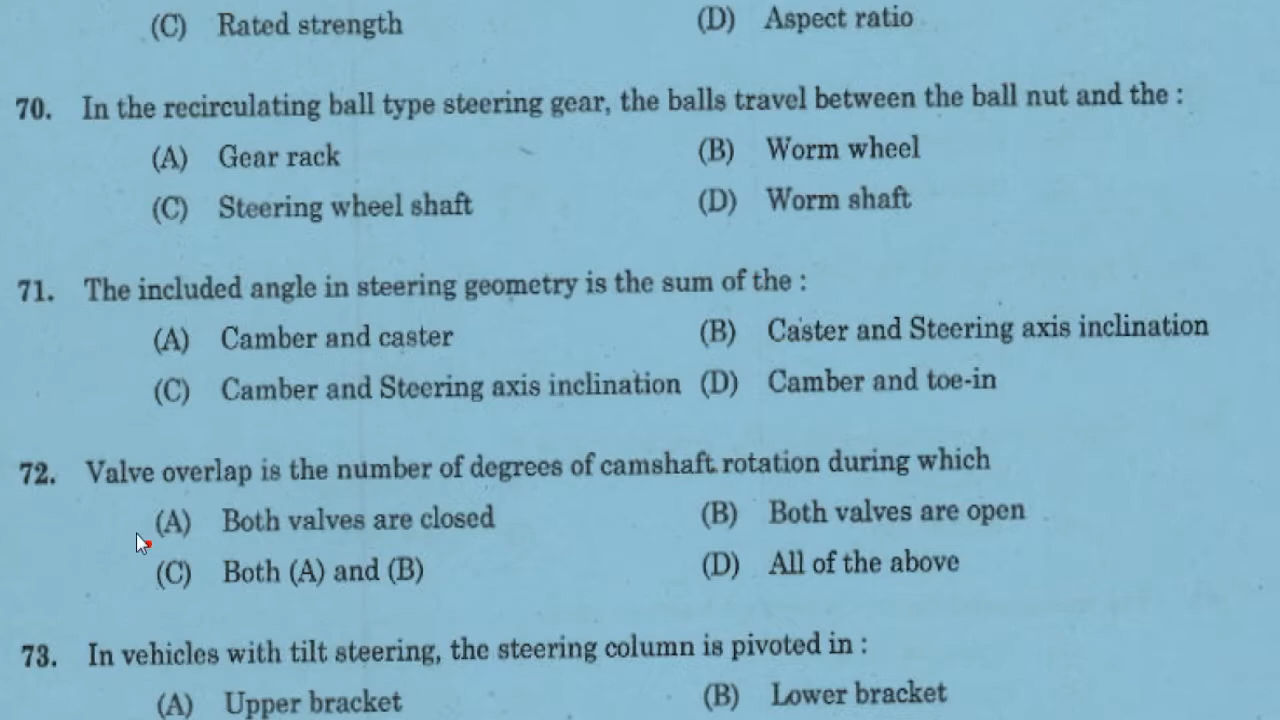 (C) Rated strength (D) Aspect ratio
70. In the recirculating ball type steering gear, the balls travel between the ball nut and the :
(A) Gear rack (B) Worm wheel
(C) Steering wheel shaft (D) Worm shaft
71. The included angle in steering geometry is the sum of the :
(A) Camber and caster (B) Caster and Steering axis inclination
(C) Camber and Steering axis inclination (D) Camber and toe-in
72. Valve overlap is the number of degrees of camshaft rotation during which
(A) Both valves are closed (B) Both valves are open
(C) Both (A) and (B) (D) All of the above
73. In vehicles with tilt steering, the steering column is pivoted in :
(A) Upper bracket (B) Lower bracket